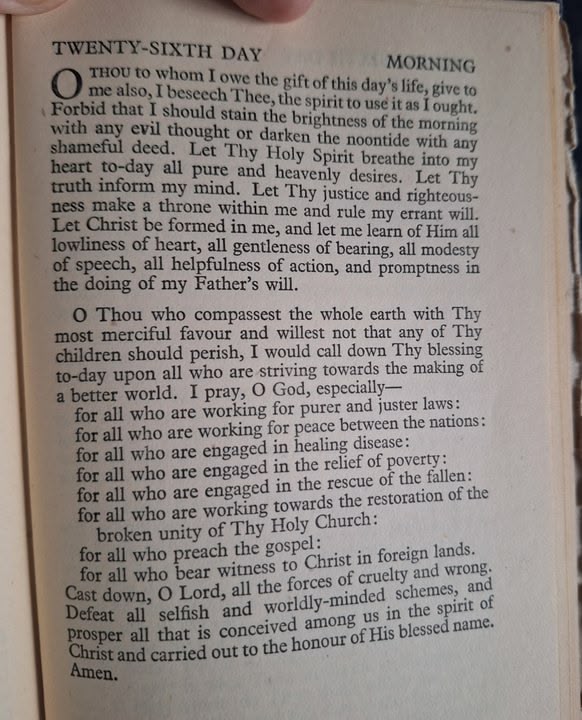 TWENTY-SIXTH DAY MORNING
O THOU to whom I owe the gift of this day's life, give to
me also, I beseech Thee, the spirit to use it as I ought.
Forbid that I should stain the brightness of the morning
with any evil thought or darken the noontide with any
shameful deed. Let Thy Holy Spirit breathe into my
heart to-day all pure and heavenly desires. Let Thy
truth inform my mind. Let Thy justice and righteous-
ness make a throne within me and rule my errant will.
Let Christ be formed in me, and let me learn of Him all
lowliness of heart, all gentleness of bearing, all modesty
of speech, all helpfulness of action, and promptness in
the doing of my Father's will.
O Thou who compassest the whole earth with Thy
most merciful favour and willest not that any of Thy
children should perish, I would call down Thy blessing
to-day upon all who are striving towards the making of
a better world. I pray, O God, especially—
for all who are working for purer and juster laws:
for all who are working for peace between the nations:
for all who are engaged in healing disease:
for all who are engaged in the relief of poverty:
for all who are engaged in the rescue of the fallen:
for all who are working towards the restoration of the
broken unity of Thy Holy Church:
for all who preach the gospel:
for all who bear witness to Christ in foreign lands.
Cast down, O Lord, all the forces of cruelty and wrong.
Defeat all selfish and worldly-minded schemes, and
prosper all that is conceived among us in the spirit of
Christ and carried out to the honour of His blessed name.
Amen.